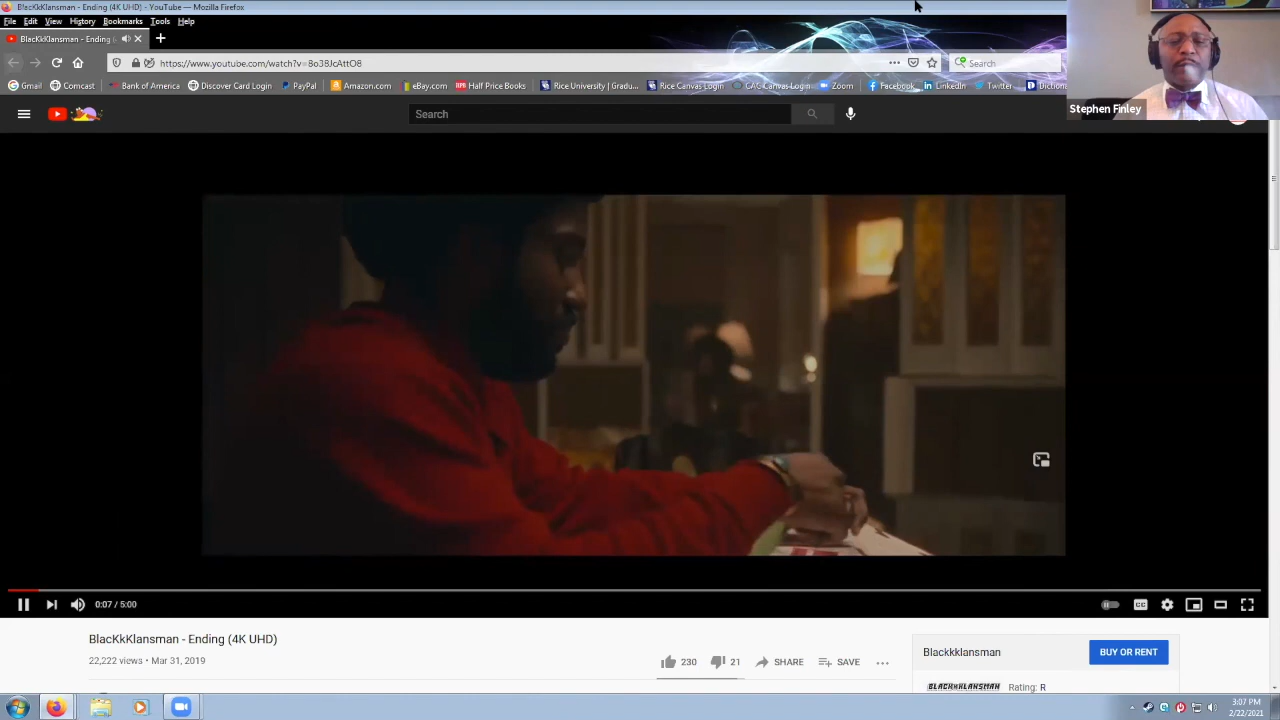 BlacKkKlansman - Ending (4K UHD) - YouTube — Mozilla Firefox
File Edit View History Bookmarks Tools Help
BlacKkKlansman - Ending (
https://www.youtube.com/watch?v=8o38JcAttO8
Search
Gmail Comcast Bank of America Discover Card Login PayPal Amazon.com eBay.com HPB Half Price Books Rice University | Gradu... Rice Canvas Login CAC Canvas Login Zoom Facebook LinkedIn Twitter Dictiona
Stephen Finley
Search
0:07 / 5:00
CC
BlacKkKlansman - Ending (4K UHD)
22,222 views • Mar 31, 2019
230 21 SHARE SAVE
Blackkklansman
BUY OR RENT
BLACKKKLANSMAN Rating: R
3:07 PM
2/22/2021